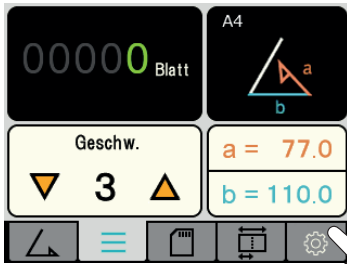 00000 Blatt
A4
a
b
Geschw.
3
a = 77.0
b = 110.0